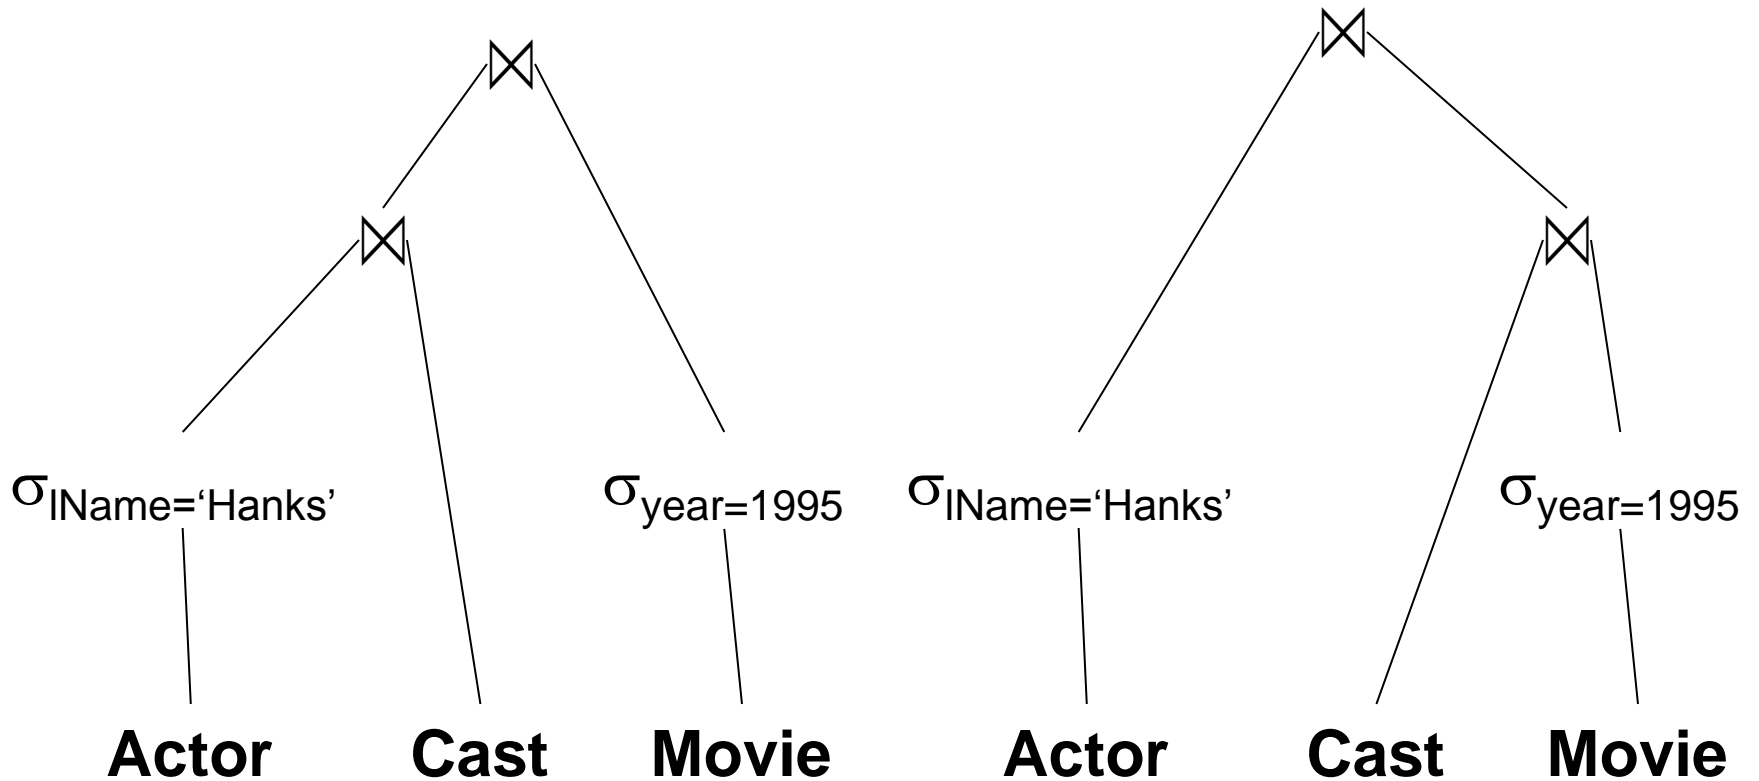 ⋈ ⋈
⋈ ⋈
σlName=‘Hanks’ σyear=1995 σlName=‘Hanks’ σyear=1995
Actor Cast Movie Actor Cast Movie